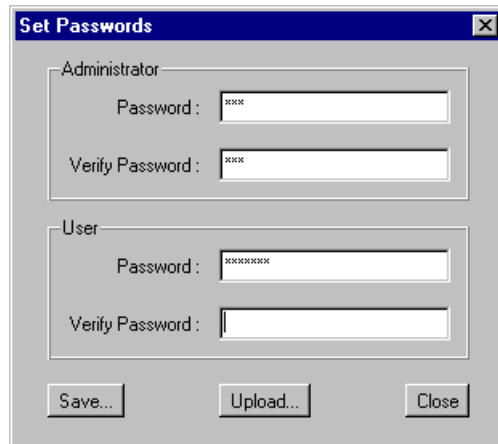 Set Passwords
Administrator
Password : ***
Verify Password : ***
User
Password : *******
Verify Password :
Save... Upload... Close